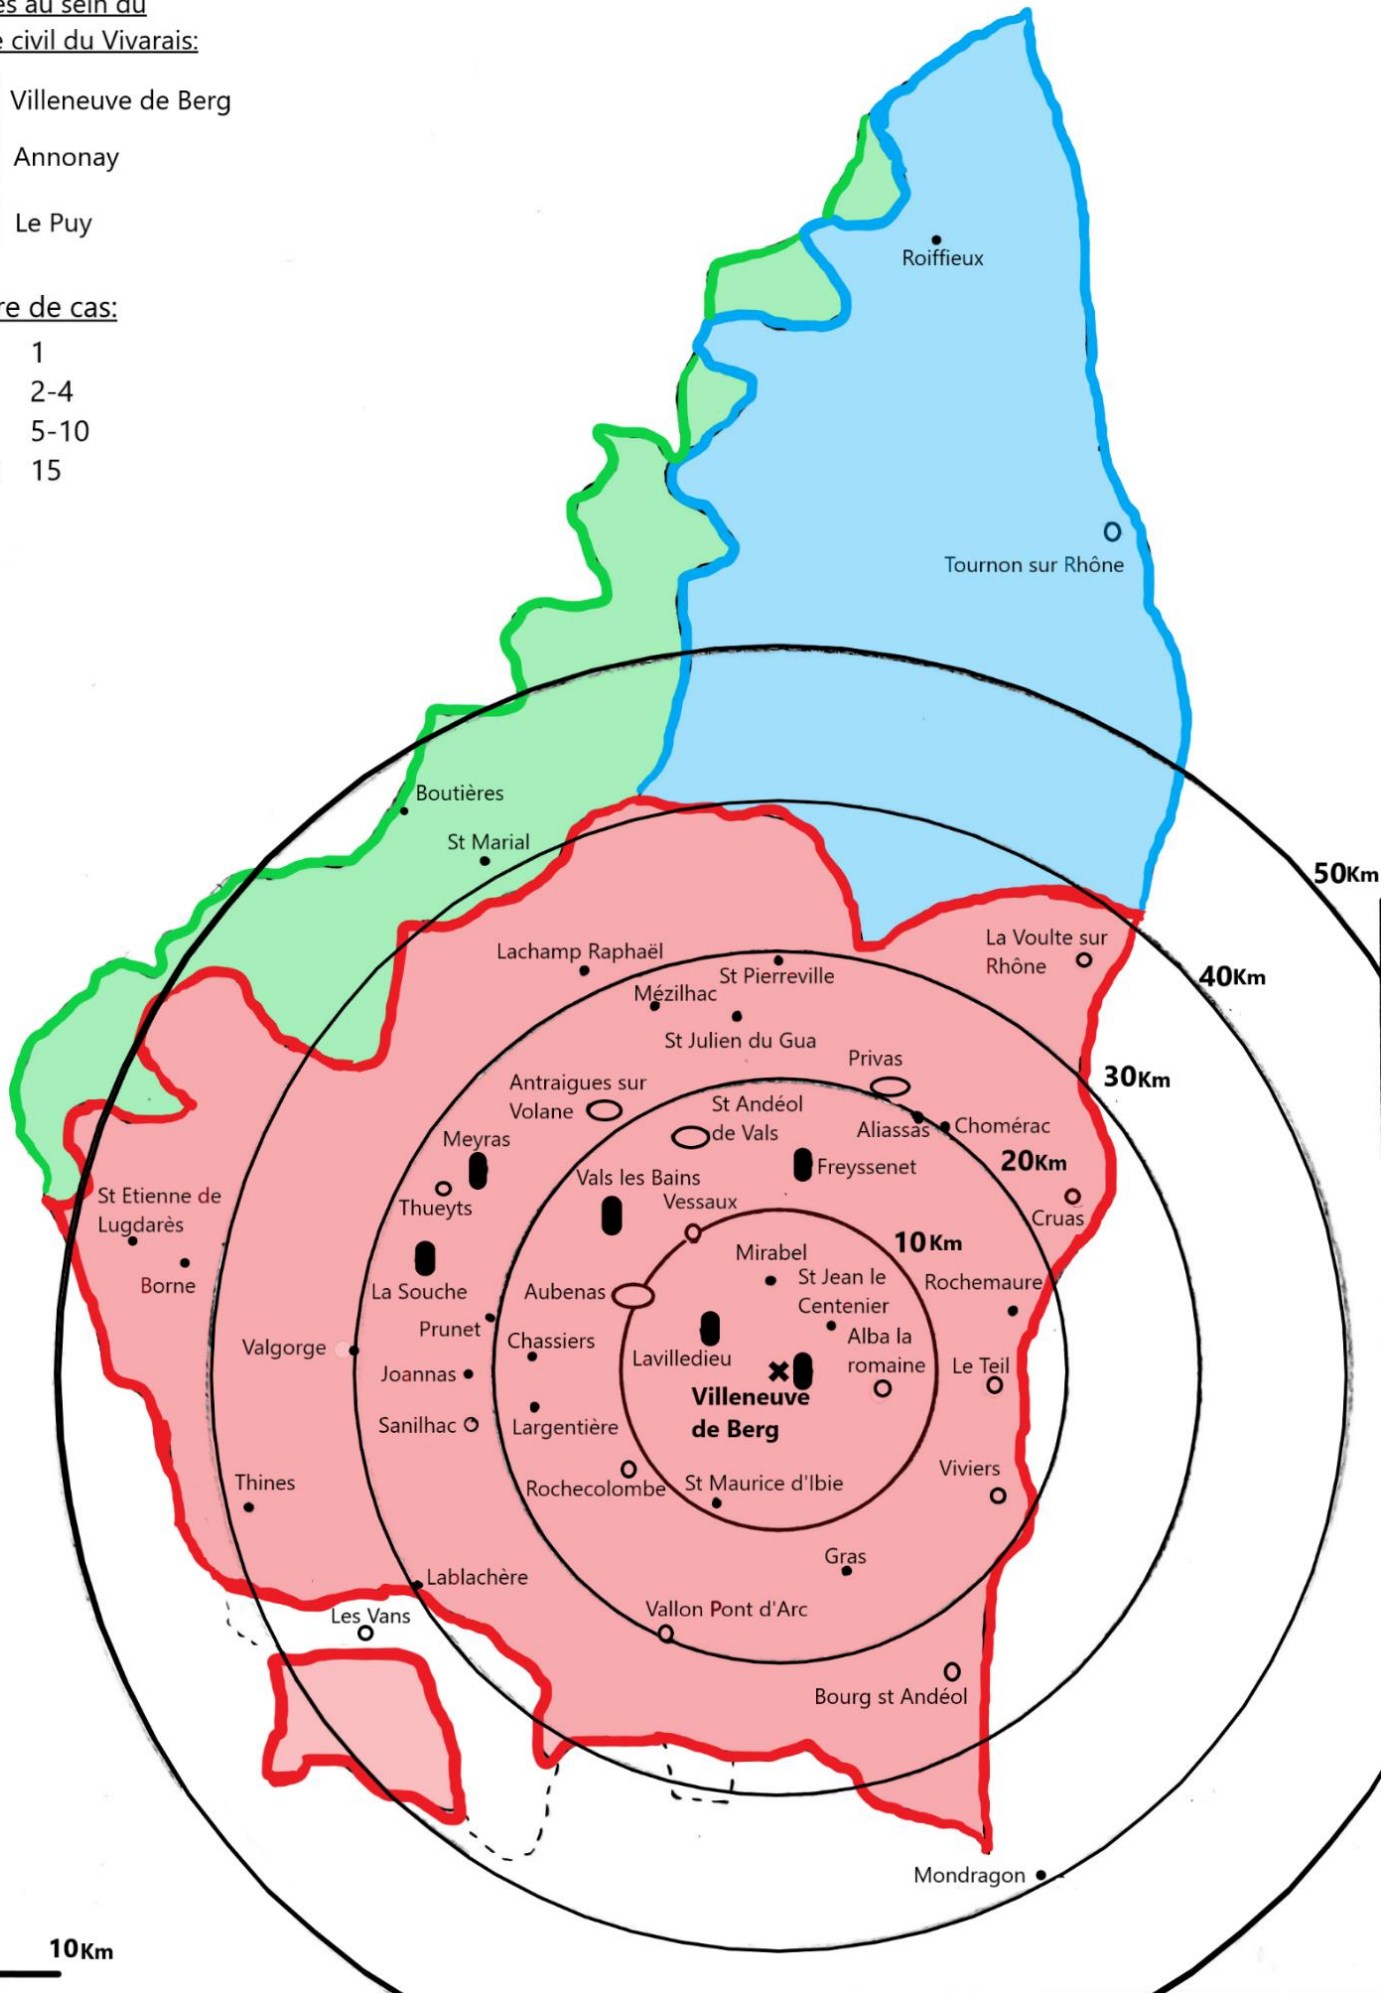 es au sein du
e civil du Vivarais:
Villeneuve de Berg
Annonay
Le Puy
re de cas:
1
2-4
5-10
15
Roiffieux
Tournon sur Rhône
Boutières
St Marial
50Km
La Voulte sur
Rhône
Lachamp Raphaël
St Pierreville
40Km
Mézilhac
St Julien du Gua
Privas
30Km
Antraigues sur
Volane
St Andéol
de Vals
Aliassas
Chomérac
Meyras
20Km
Freyssenet
Vals les Bains
St Etienne de
Lugdarès
Thueyts
Vessaux
Cruas
10Km
Mirabel
St Jean le
Centenier
Rochemaure
Borne
La Souche
Aubenas
Prunet
Chassiers
Alba la
romaine
Valgorge
Lavilledieu
Le Teil
Joannas
Villeneuve
de Berg
Sanilhac
Largentière
Viviers
Thines
Rochecolombe
St Maurice d'Ibie
Gras
Lablachère
Les Vans
Vallon Pont d'Arc
Bourg st Andéol
Mondragon
10Km